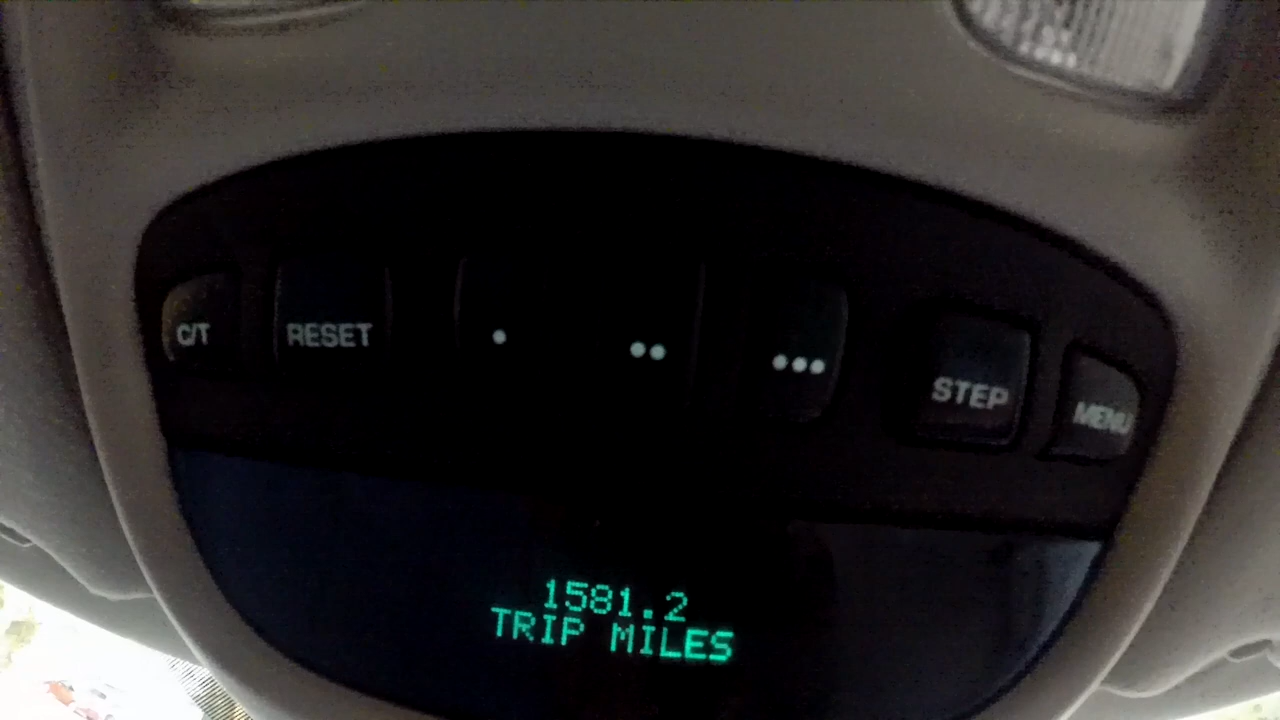 C/T
RESET
•
••
•••
STEP
MENU
1581.2
TRIP MILES